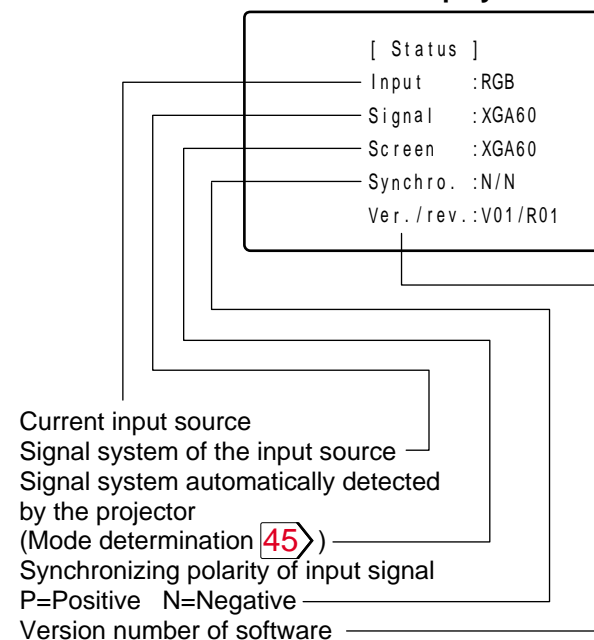 [ Status ]
Input :RGB
Signal :XGA60
Screen :XGA60
Synchro. :N/N
Ver./rev.:V01/R01
Current input source
Signal system of the input source
Signal system automatically detected
by the projector
(Mode determination 45 )
Synchronizing polarity of input signal
P=Positive N=Negative
Version number of software